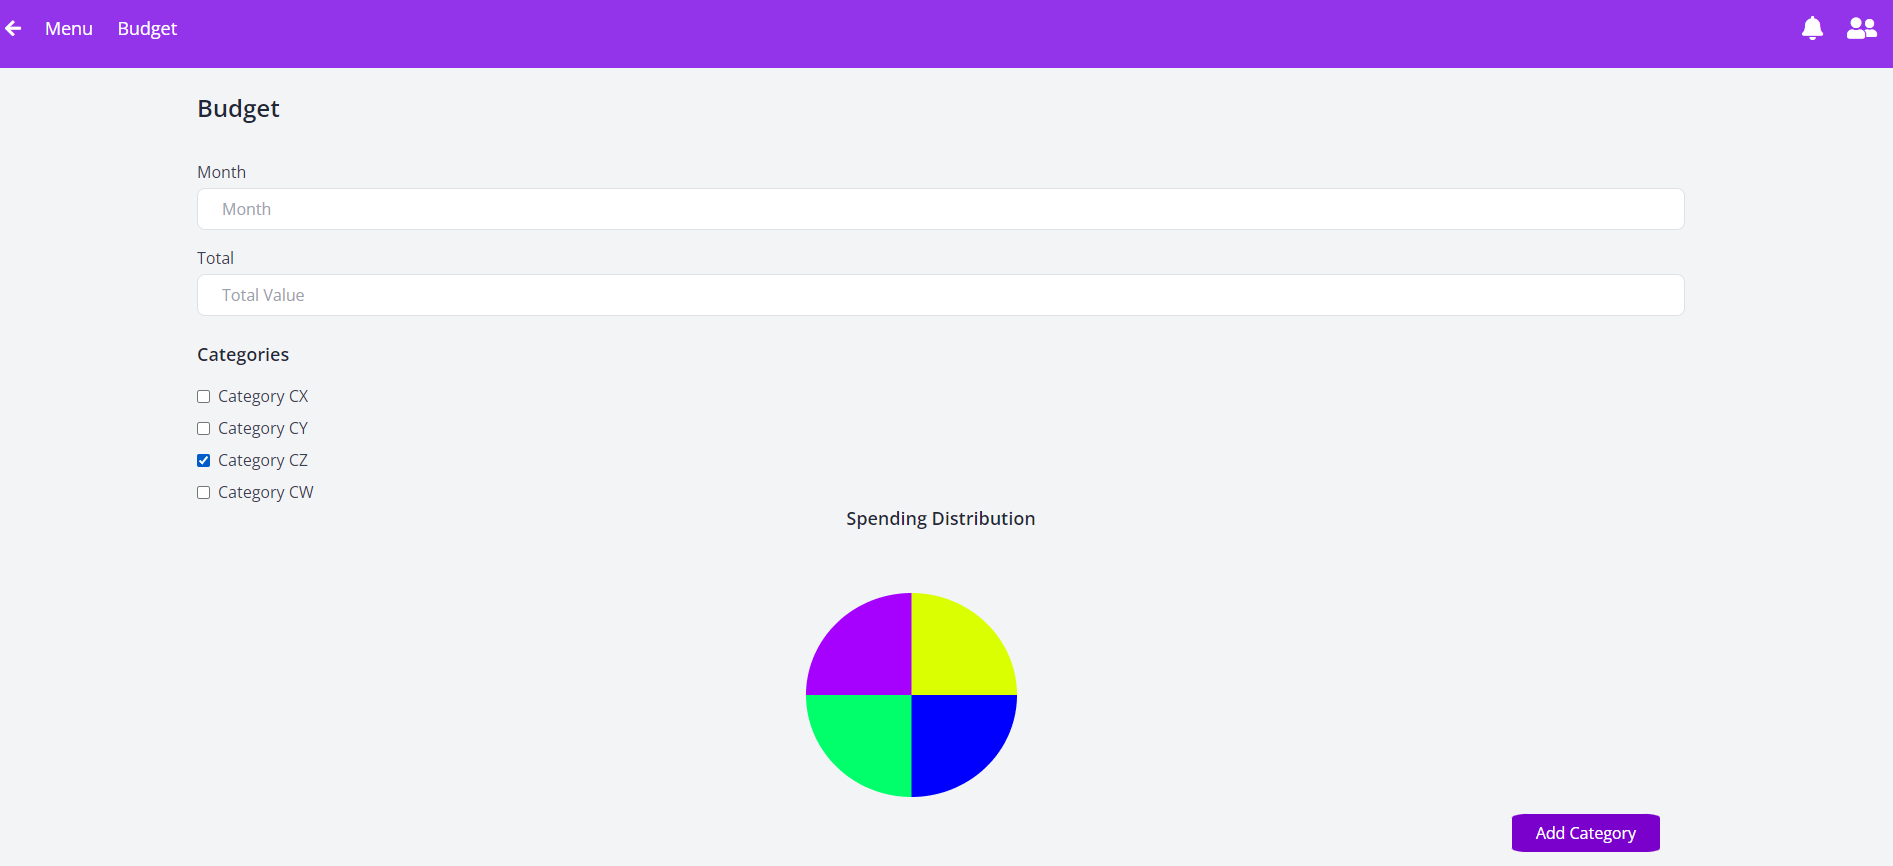 Menu Budget
Budget
Month
Month
Total
Total Value
Categories
Category CX
Category CY
Category CZ
Category CW
Spending Distribution
Add Category